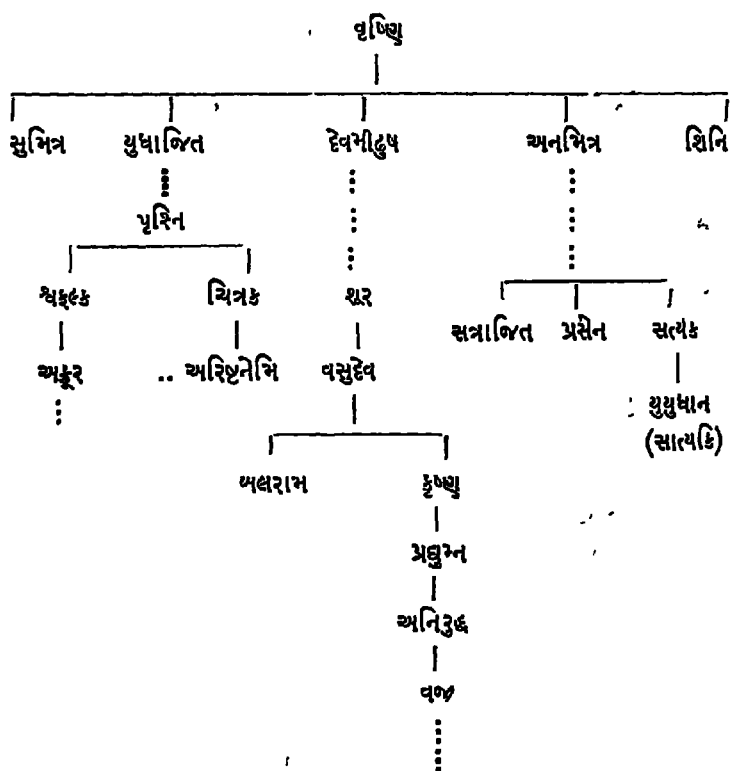 વૃષ્ણિ
સુમિત્ર યુધાજિત દેવમીઢુષ અનમિત્ર શિનિ
પૃશ્નિ
શ્વફલ્ક ચિત્રક શૂર
સત્રાજિત પ્રસેન સત્યક
અક્રૂર .. અરિષ્ટનેમિ વસુદેવ
યુયુધાન
(સાત્યકિ)
બલરામ કૃષ્ણ
પ્રદ્યુમ્ન
અનિરુદ્ધ
વજ્ર